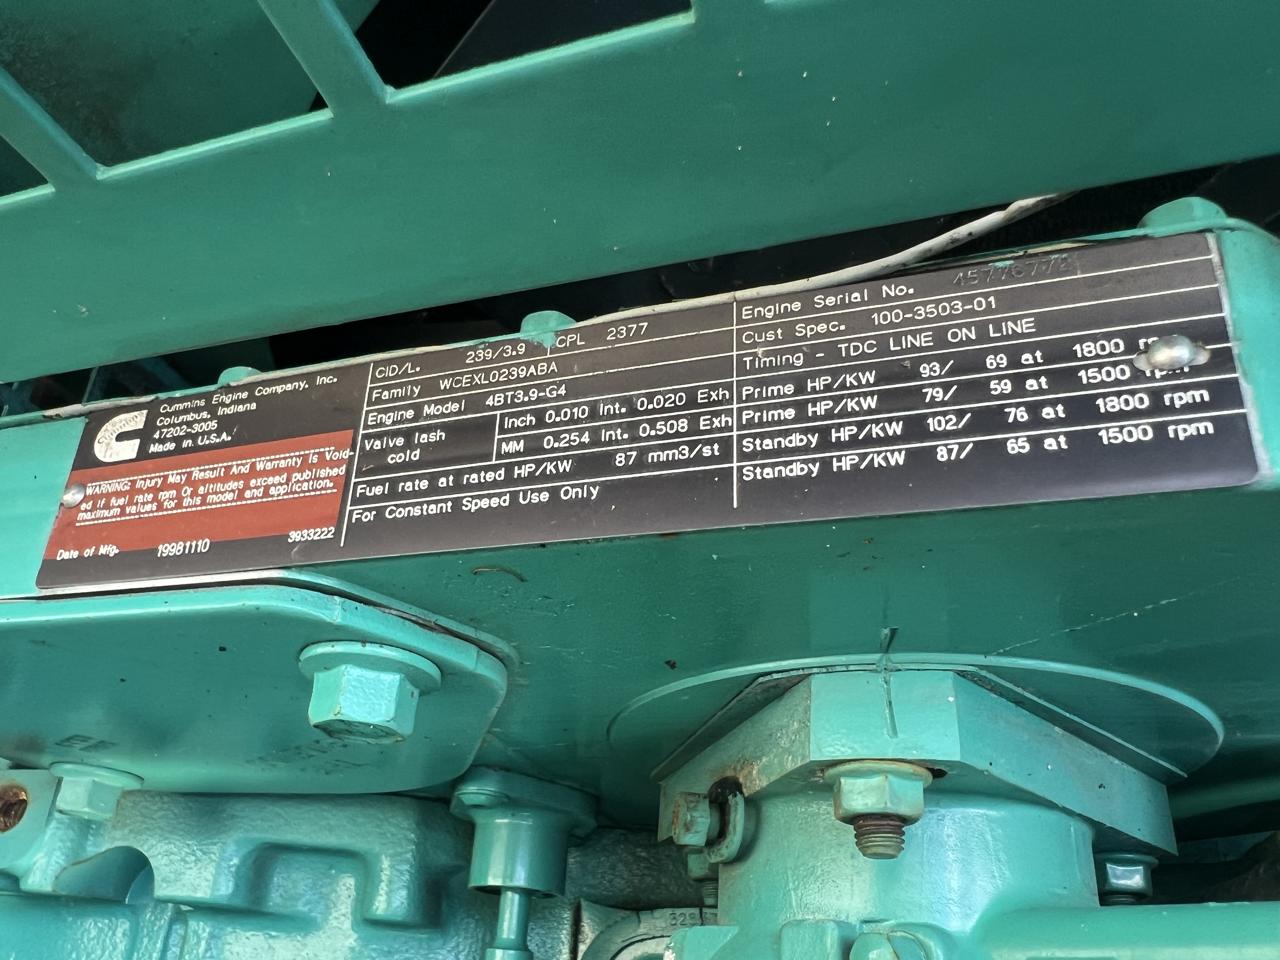 Cummins Engine Company, Inc.
Columbus, Indiana
47202-3005
Made in U.S.A.
WARNING: Injury May Result And Warranty Is Void-
ed if fuel rate rpm Or altitudes exceed published
maximum values for this model and application.
Date of Mfg. 19981110 3933222
CID/L. 239/3.9 CPL 2377
Family WCEXL0239ABA
Engine Model 4BT3.9-G4
Valve lash cold
Inch 0.010 Int. 0.020 Exh
MM 0.254 Int. 0.508 Exh
Fuel rate at rated HP/KW 87 mm3/st
For Constant Speed Use Only
Engine Serial No. 45776772
Cust Spec. 100-3503-01
Timing - TDC LINE ON LINE
Prime HP/KW 93/ 69 at 1800
Prime HP/KW 79/ 59 at 1500 rpm
Standby HP/KW 102/ 76 at 1800 rpm
Standby HP/KW 87/ 65 at 1500 rpm